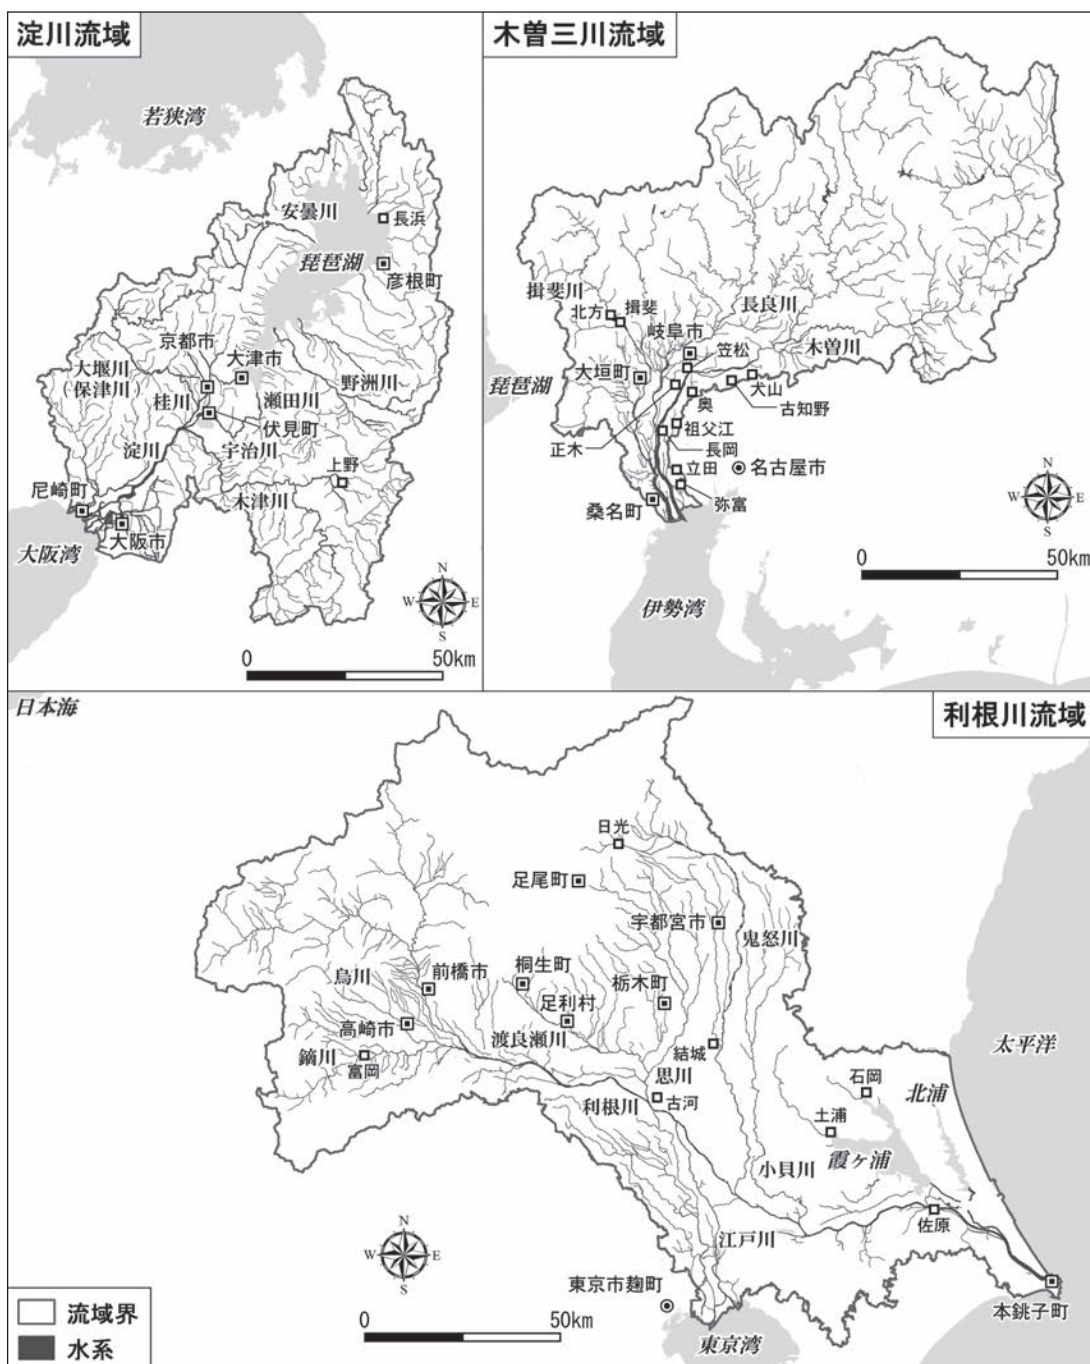 淀川流域
若狭湾
安曇川
長浜
琵琶湖
彦根町
京都市
大津市
大堰川
(保津川)
桂川
瀬田川
野洲川
伏見町
淀川
宇治川
上野
尼崎町
木津川
大阪市
大阪湾
N
W
E
S
0
50km
木曽三川流域
揖斐川
北方
揖斐
長良川
岐阜市
笠松
木曽川
大垣町
琵琶湖
犬山
奥
古知野
祖父江
正木
長岡
立田
名古屋市
桑名町
弥富
N
W
E
S
0
50km
伊勢湾
利根川流域
日本海
日光
足尾町
宇都宮市
鬼怒川
烏川
前橋市
桐生町
栃木町
足利村
高崎市
渡良瀬川
太平洋
鏑川
富岡
結城
思川
石岡
北浦
利根川
古河
土浦
霞ヶ浦
小貝川
佐原
江戸川
N
W
E
S
東京市麹町
本銚子町
0
50km
東京湾
流域界
水系